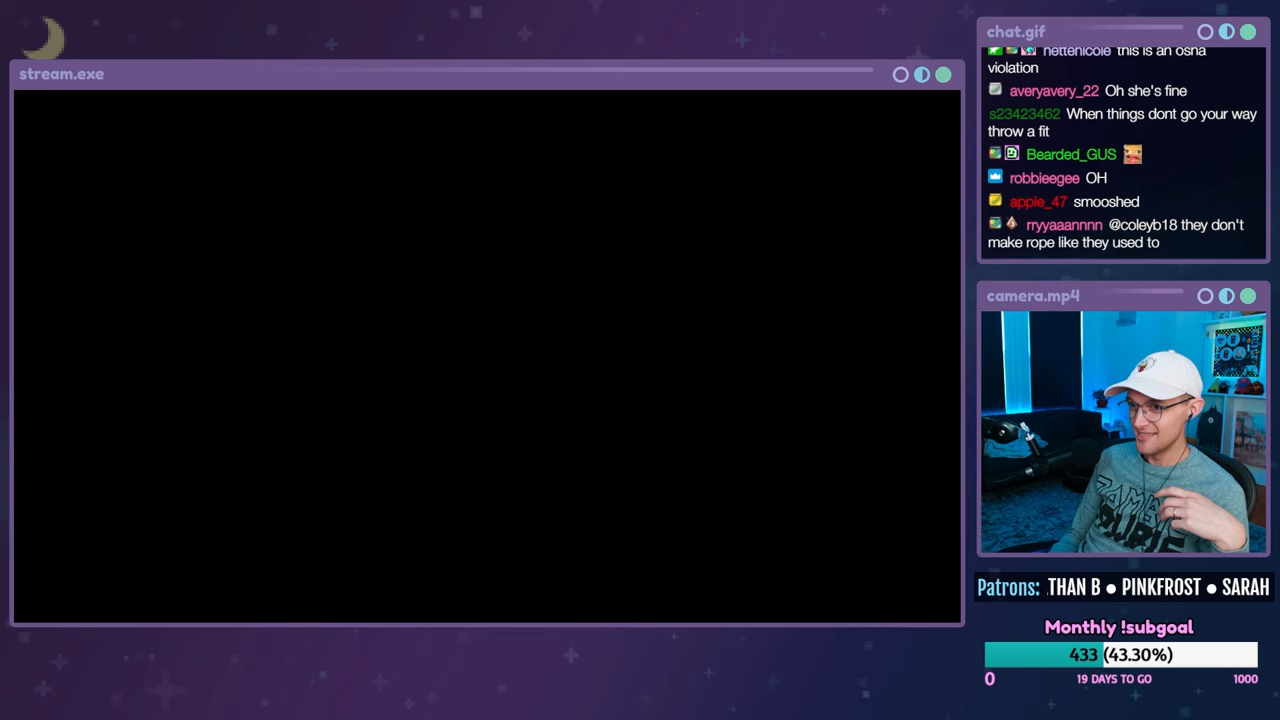 chat.gif
stream.exe
nettenicole this is an osha
violation
averyavery_22 Oh she's fine
s23423462 When things dont go your way
throw a fit
Bearded_GUS
robbieegee OH
appie_47 smooshed
rryyaaannnn @coleyb18 they don't
make rope like they used to
camera.mp4
Patrons: THAN B ● PINKFROST ● SARAH
Monthly !subgoal
433 (43.30%)
0 19 DAYS TO GO 1000